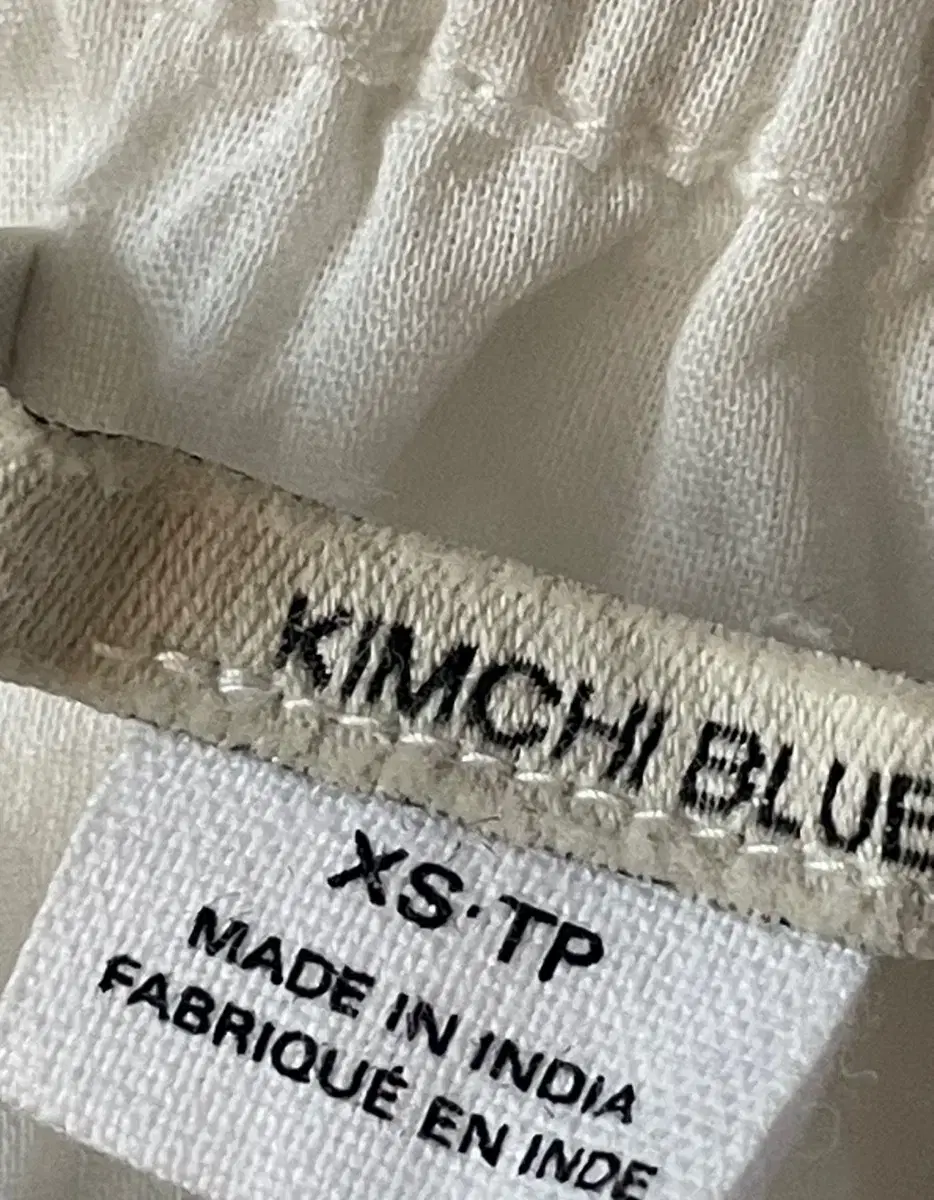 KIMCHI BLUE
XS·TP
MADE IN INDIA
FABRIQUÉ EN INDE